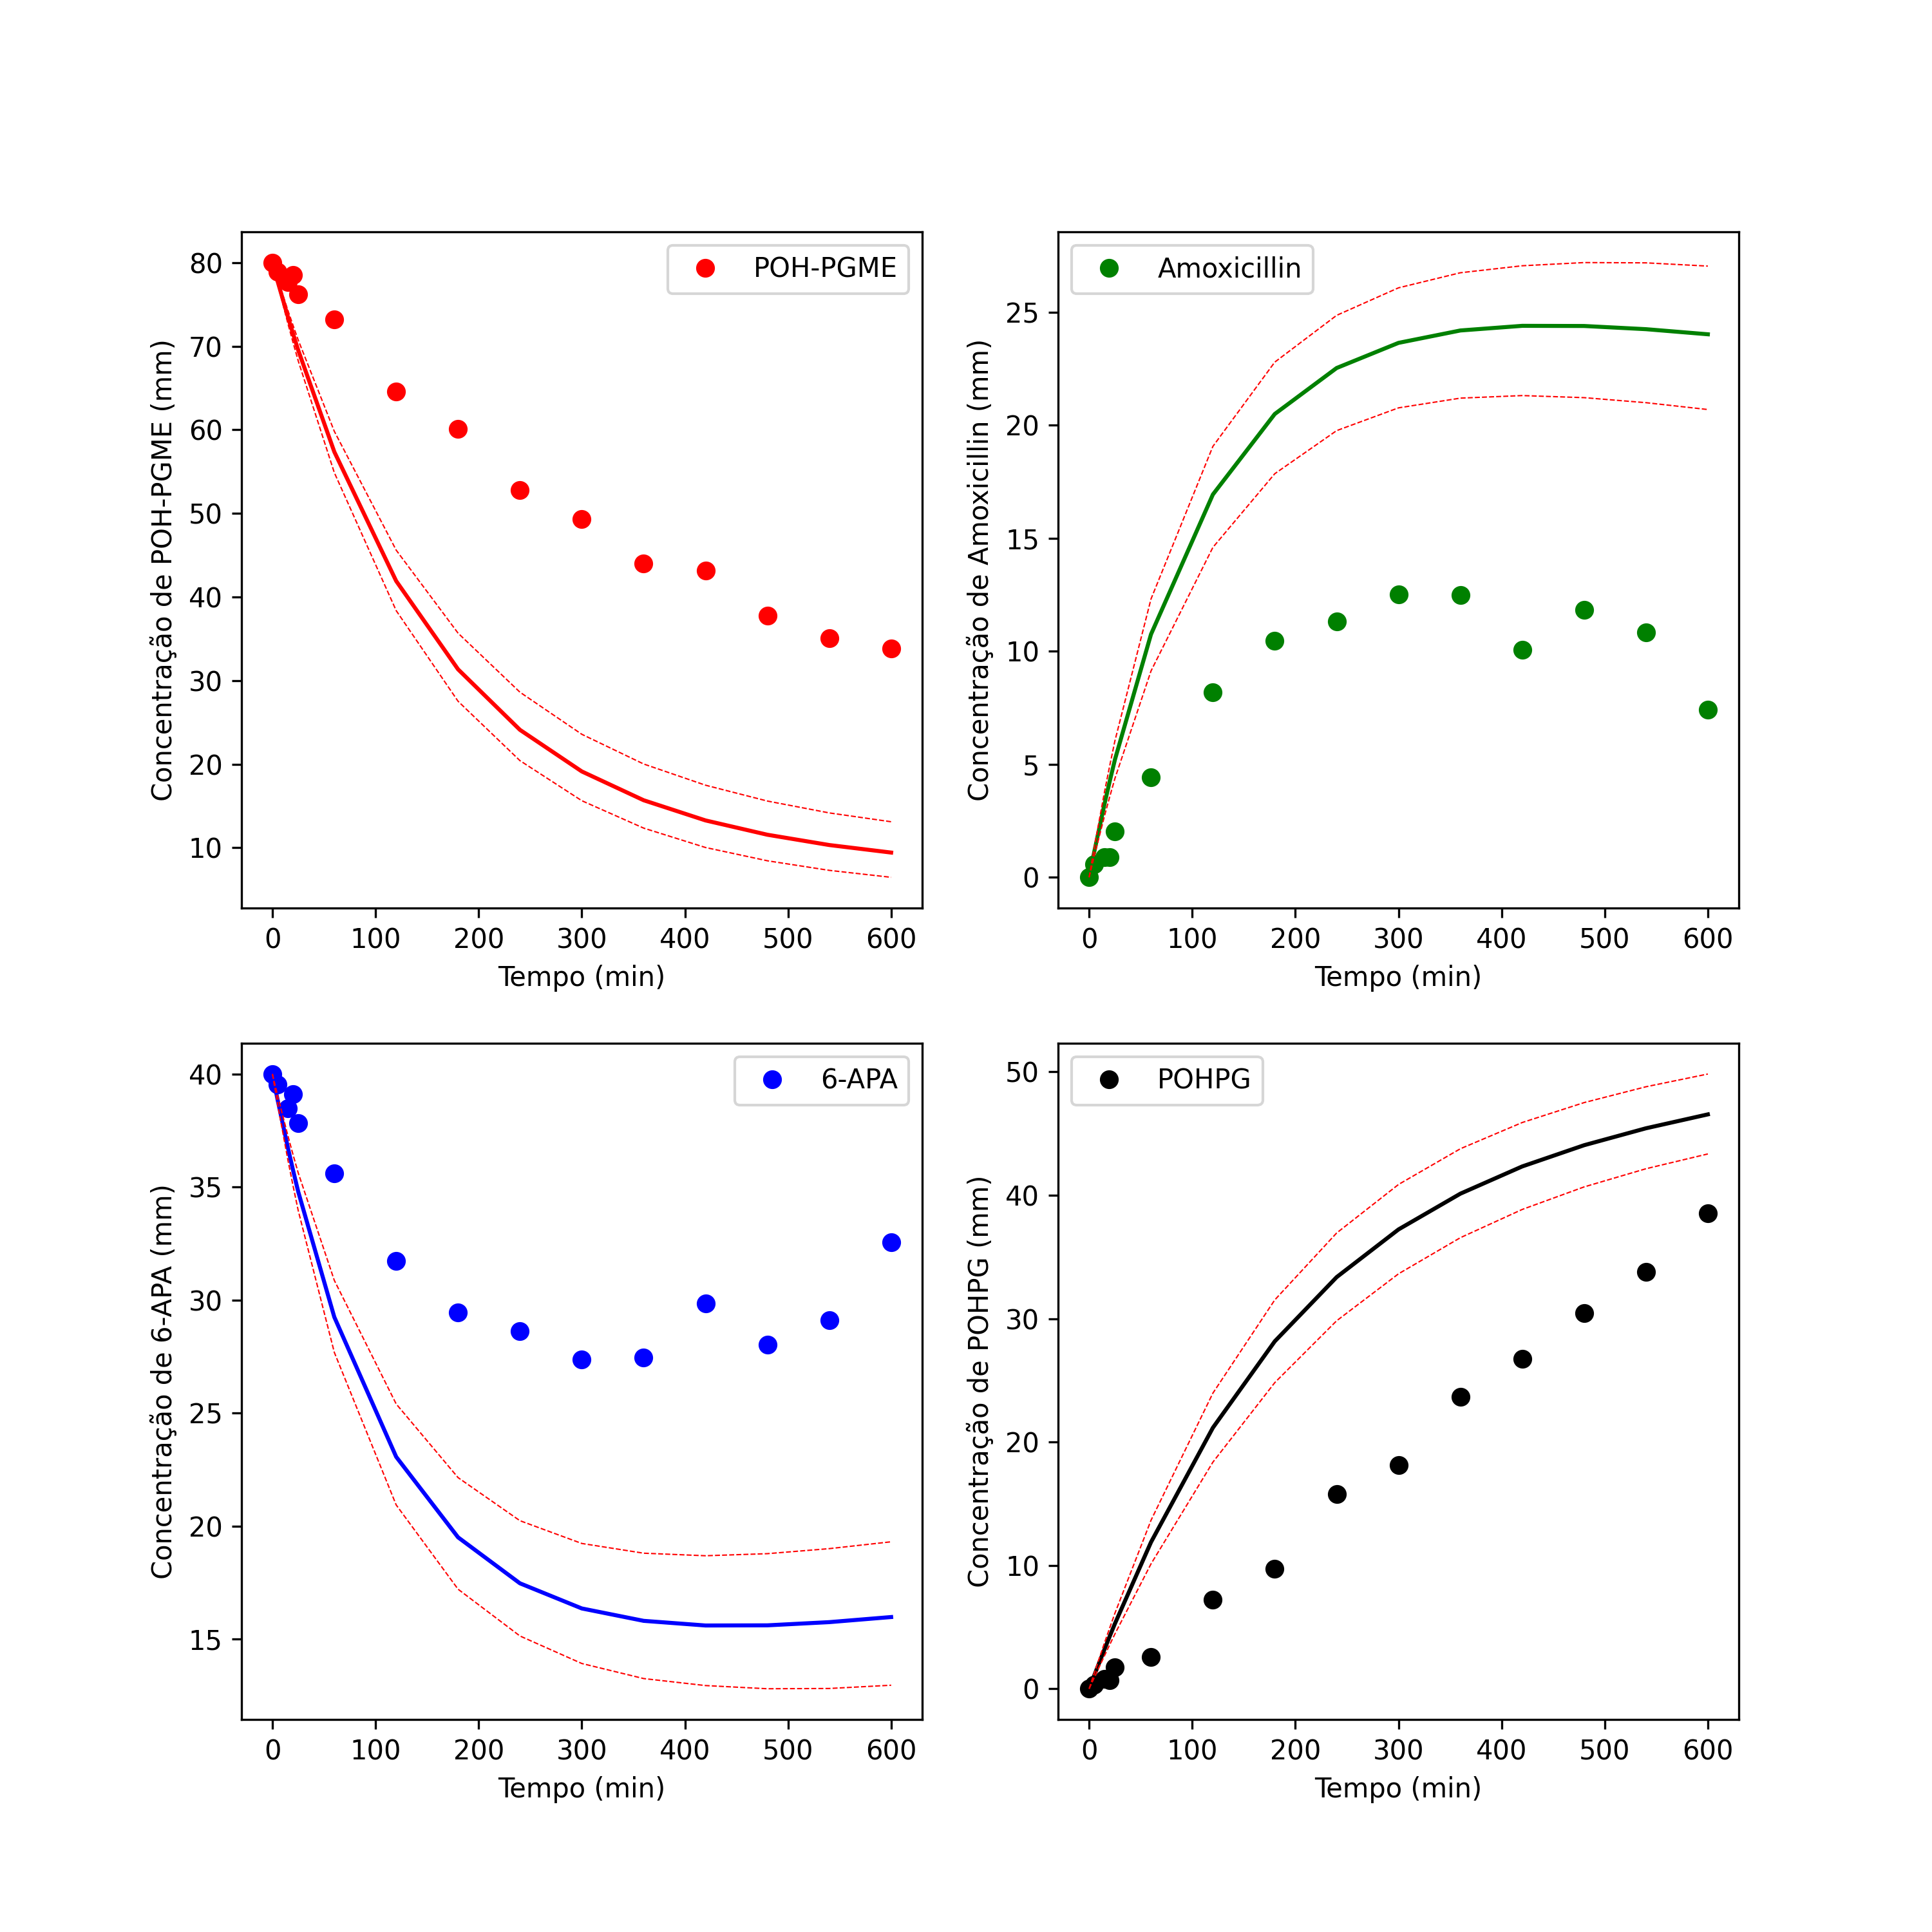 POH-PGME
Concentração de POH-PGME (mm)
80
70
60
50
40
30
20
10
0 100 200 300 400 500 600
Tempo (min)
Amoxicillin
Concentração de Amoxicillin (mm)
25
20
15
10
5
0
0 100 200 300 400 500 600
Tempo (min)
6-APA
Concentração de 6-APA (mm)
40
35
30
25
20
15
0 100 200 300 400 500 600
Tempo (min)
POHPG
Concentração de POHPG (mm)
50
40
30
20
10
0
0 100 200 300 400 500 600
Tempo (min)